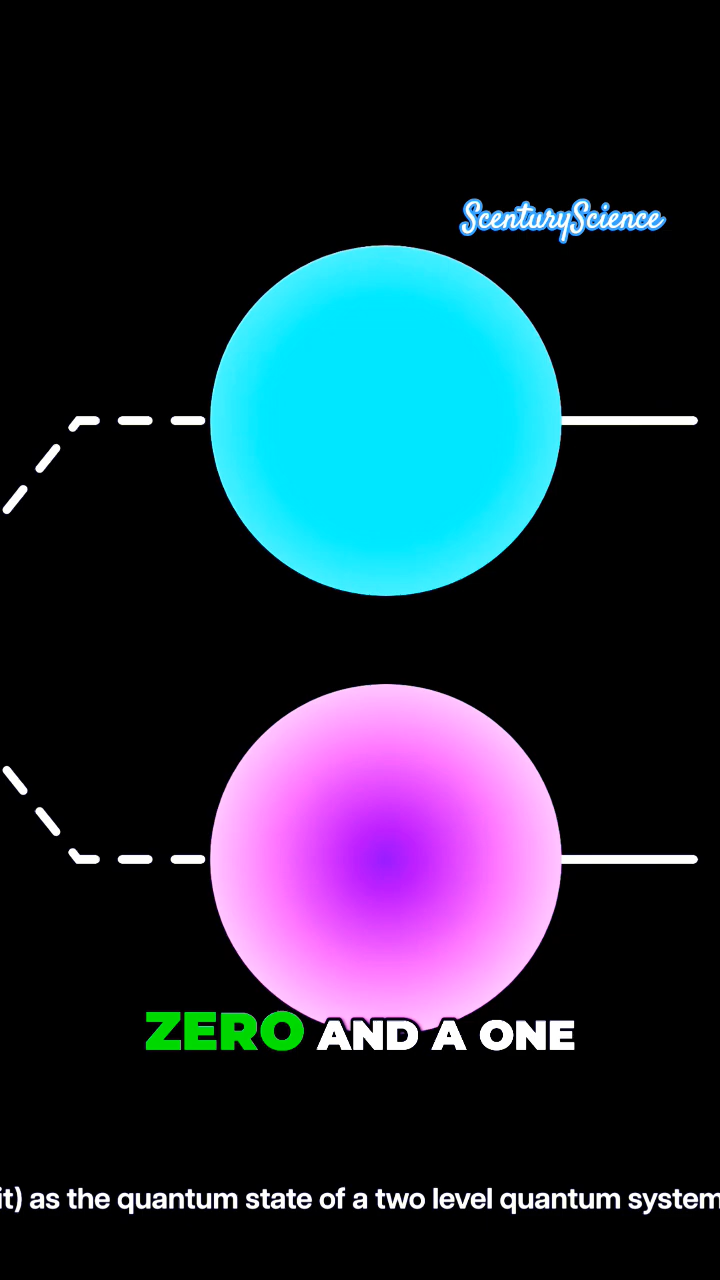 ScenturyScience
ZERO AND A ONE
it) as the quantum state of a two level quantum system